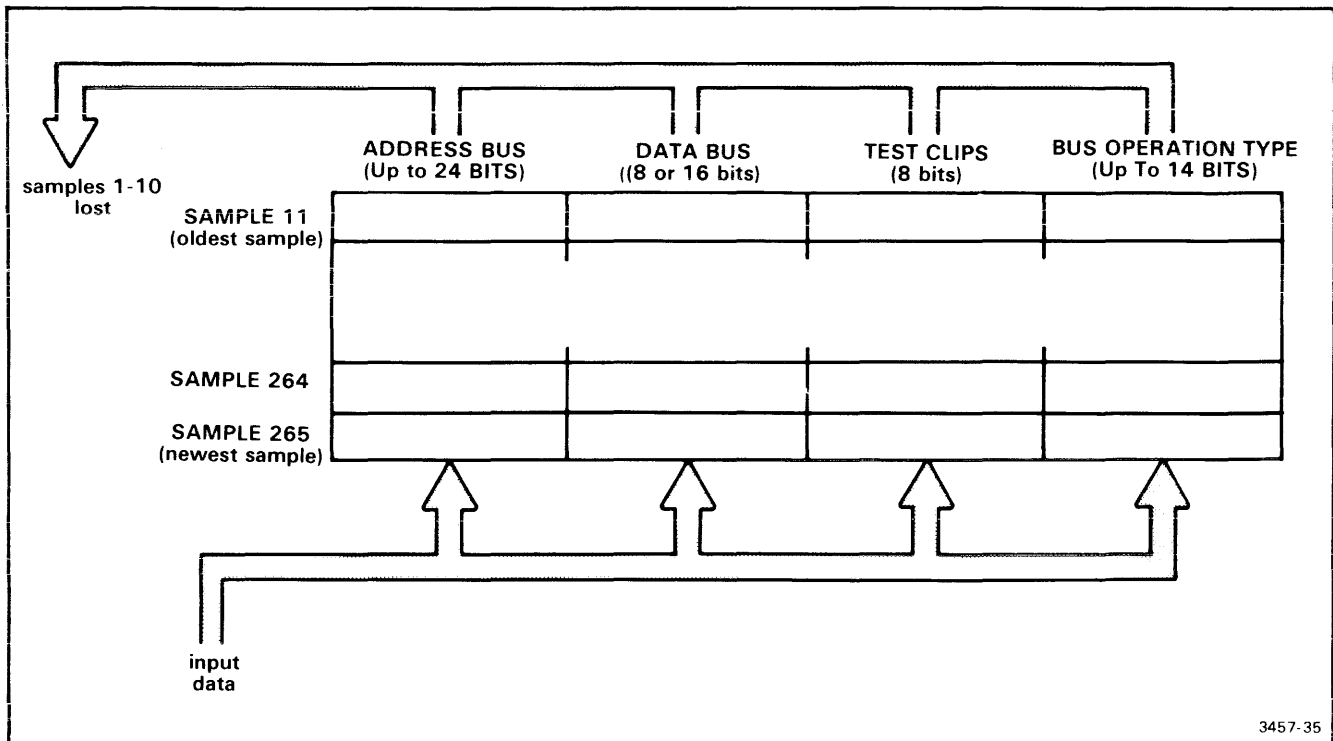 ADDRESS BUS
(Up to 24 BITS)
DATA BUS
((8 or 16 bits)
TEST CLIPS
(8 bits)
BUS OPERATION TYPE
(Up To 14 BITS)
samples 1-10
lost
SAMPLE 11
(oldest sample)
SAMPLE 264
SAMPLE 265
(newest sample)
input
data
3457-35